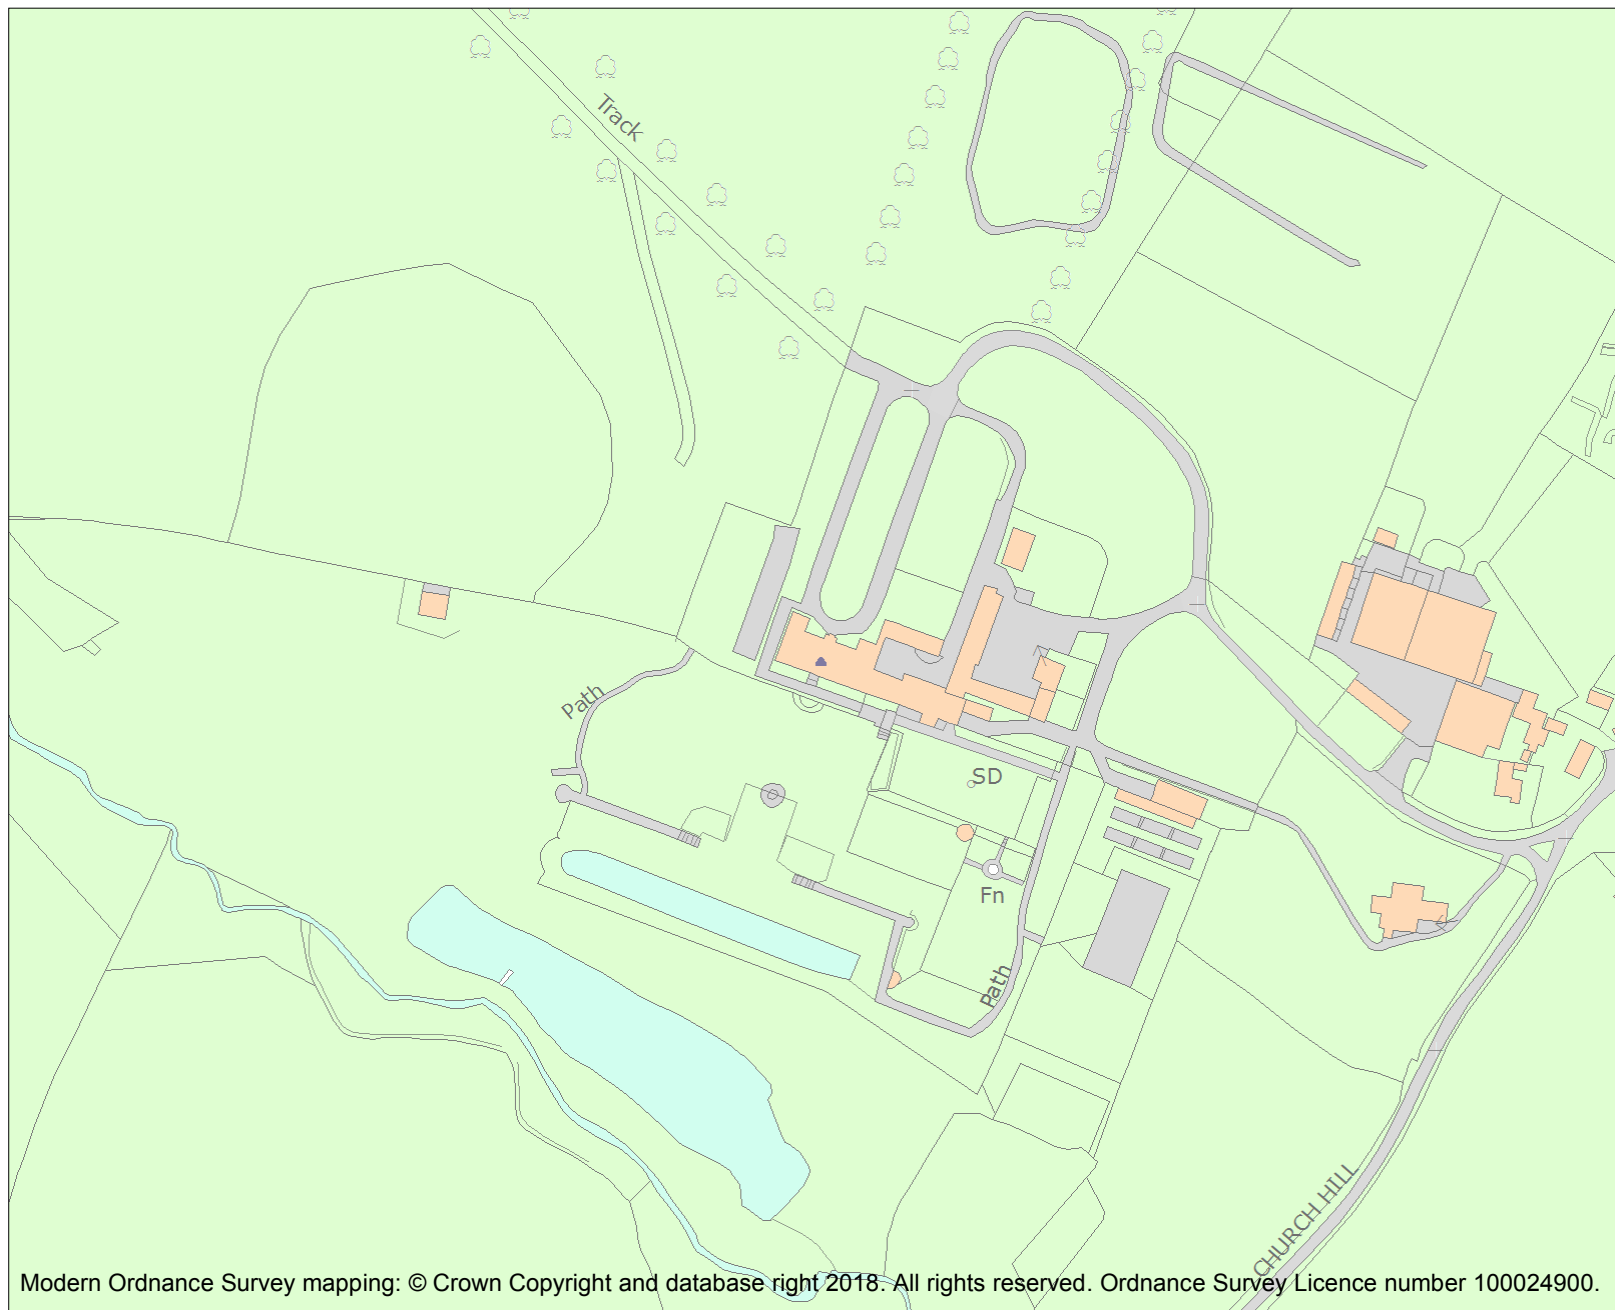 Track
Path
SD
Fn
Path
CHURCH HILL
Modern Ordnance Survey mapping: © Crown Copyright and database right 2018. All rights reserved. Ordnance Survey Licence number 100024900.